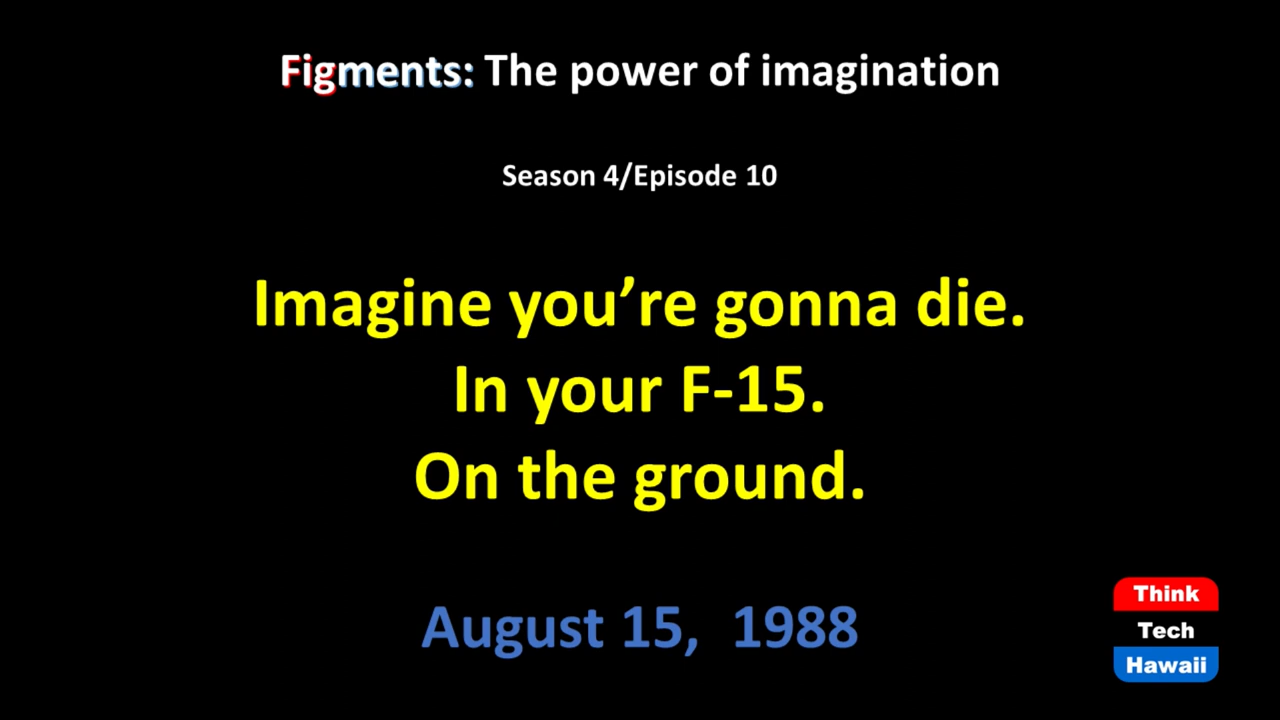 Figments: The power of imagination
Season 4/Episode 10
Imagine you’re gonna die.
In your F-15.
On the ground.
August 15,  1988
Think
Tech
Hawaii